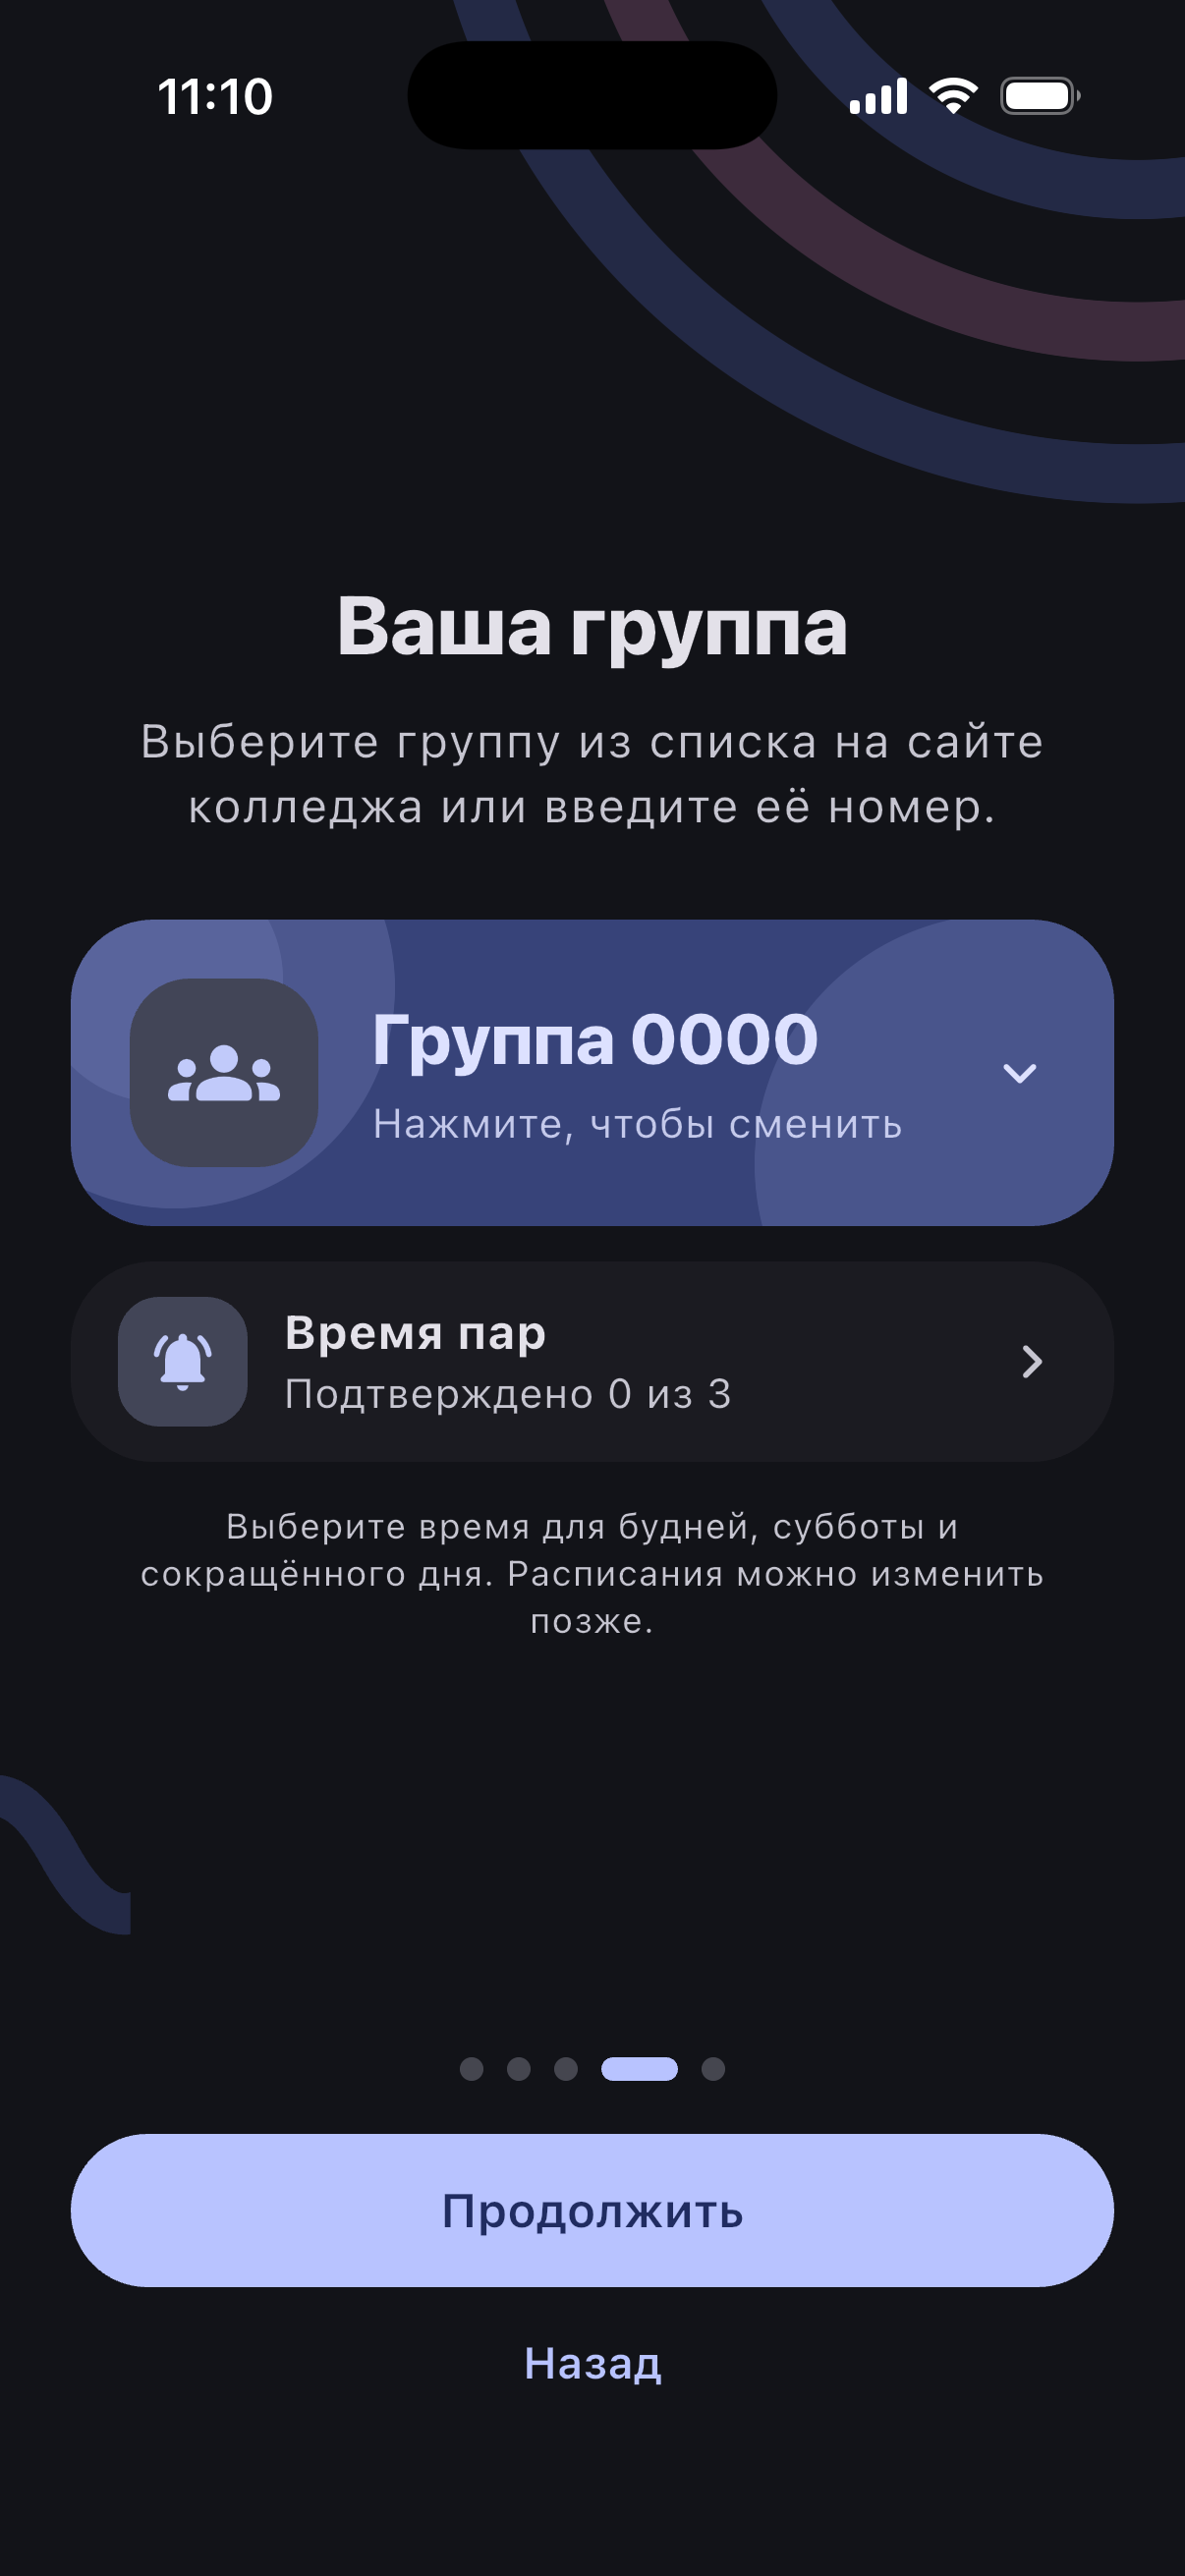 11:10
Ваша группа
Выберите группу из списка на сайте
колледжа или введите её номер.
Группа 0000
Нажмите, чтобы сменить
Время пар
Подтверждено 0 из 3
Выберите время для будней, субботы и
сокращённого дня. Расписания можно изменить
позже.
Продолжить
Назад